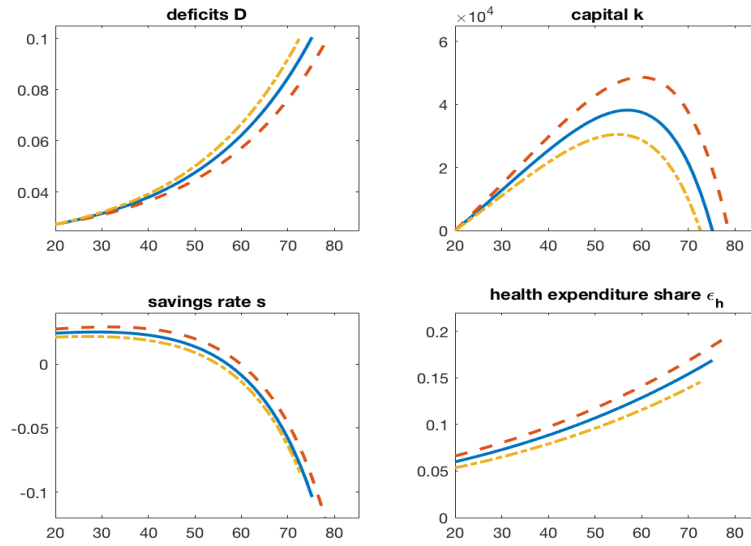 deficits D
0.1
0.08
0.06
0.04
20 30 40 50 60 70 80
capital k
×10⁴
6
4
2
0
20 30 40 50 60 70 80
savings rate s
0
-0.05
-0.1
20 30 40 50 60 70 80
health expenditure share ϵₕ
0.2
0.15
0.1
0.05
0
20 30 40 50 60 70 80